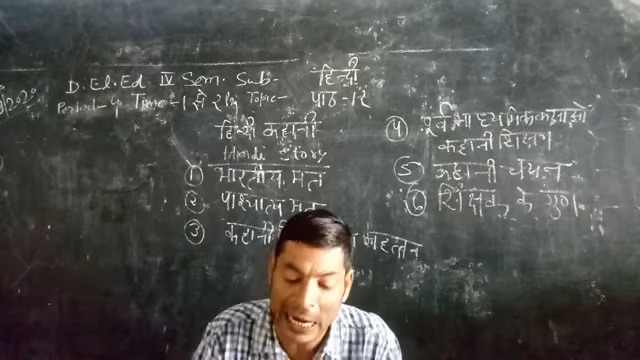 D.El.Ed IV Sem. Sub- हिन्दी
Period-4 Time-1 से 2 Topic- पाठ-12
हिन्दी कहानी
Hindi Story
① भारतीय मत
② पाश्चात्य मत
③ कहानी
④ पूर्व माध्यमिक कक्षाओं
कहानी शिक्षण
⑤ कहानी चयन
⑥ शिक्षक के गुण